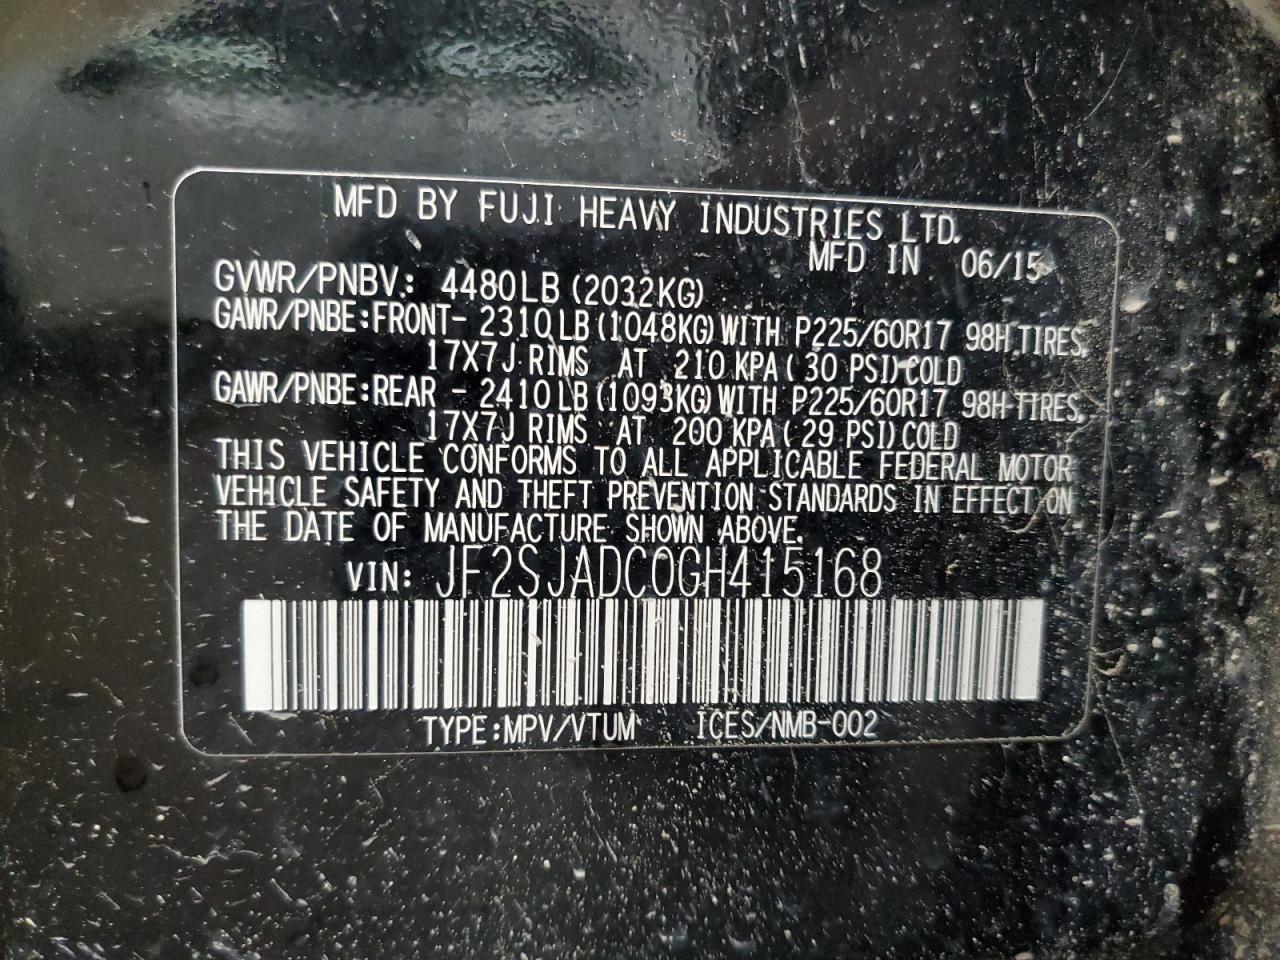 MFD BY FUJI HEAVY INDUSTRIES LTD.
MFD IN 06/15
GVWR/PNBV: 4480LB (2032KG)
GAWR/PNBE:FRONT- 2310LB(1048KG)WITH P225/60R17 98H TIRES,
17X7J RIMS AT 210 KPA(30 PSI)COLD
GAWR/PNBE:REAR - 2410LB(1093KG)WITH P225/60R17 98H TIRES,
17X7J RIMS AT 200 KPA(29 PSI)COLD
THIS VEHICLE CONFORMS TO ALL APPLICABLE FEDERAL MOTOR
VEHICLE SAFETY AND THEFT PREVENTION STANDARDS IN EFFECT ON
THE DATE OF MANUFACTURE SHOWN ABOVE.
VIN: JF2SJADC0GH415168
TYPE:MPV/VTUM ICES/NMB-002